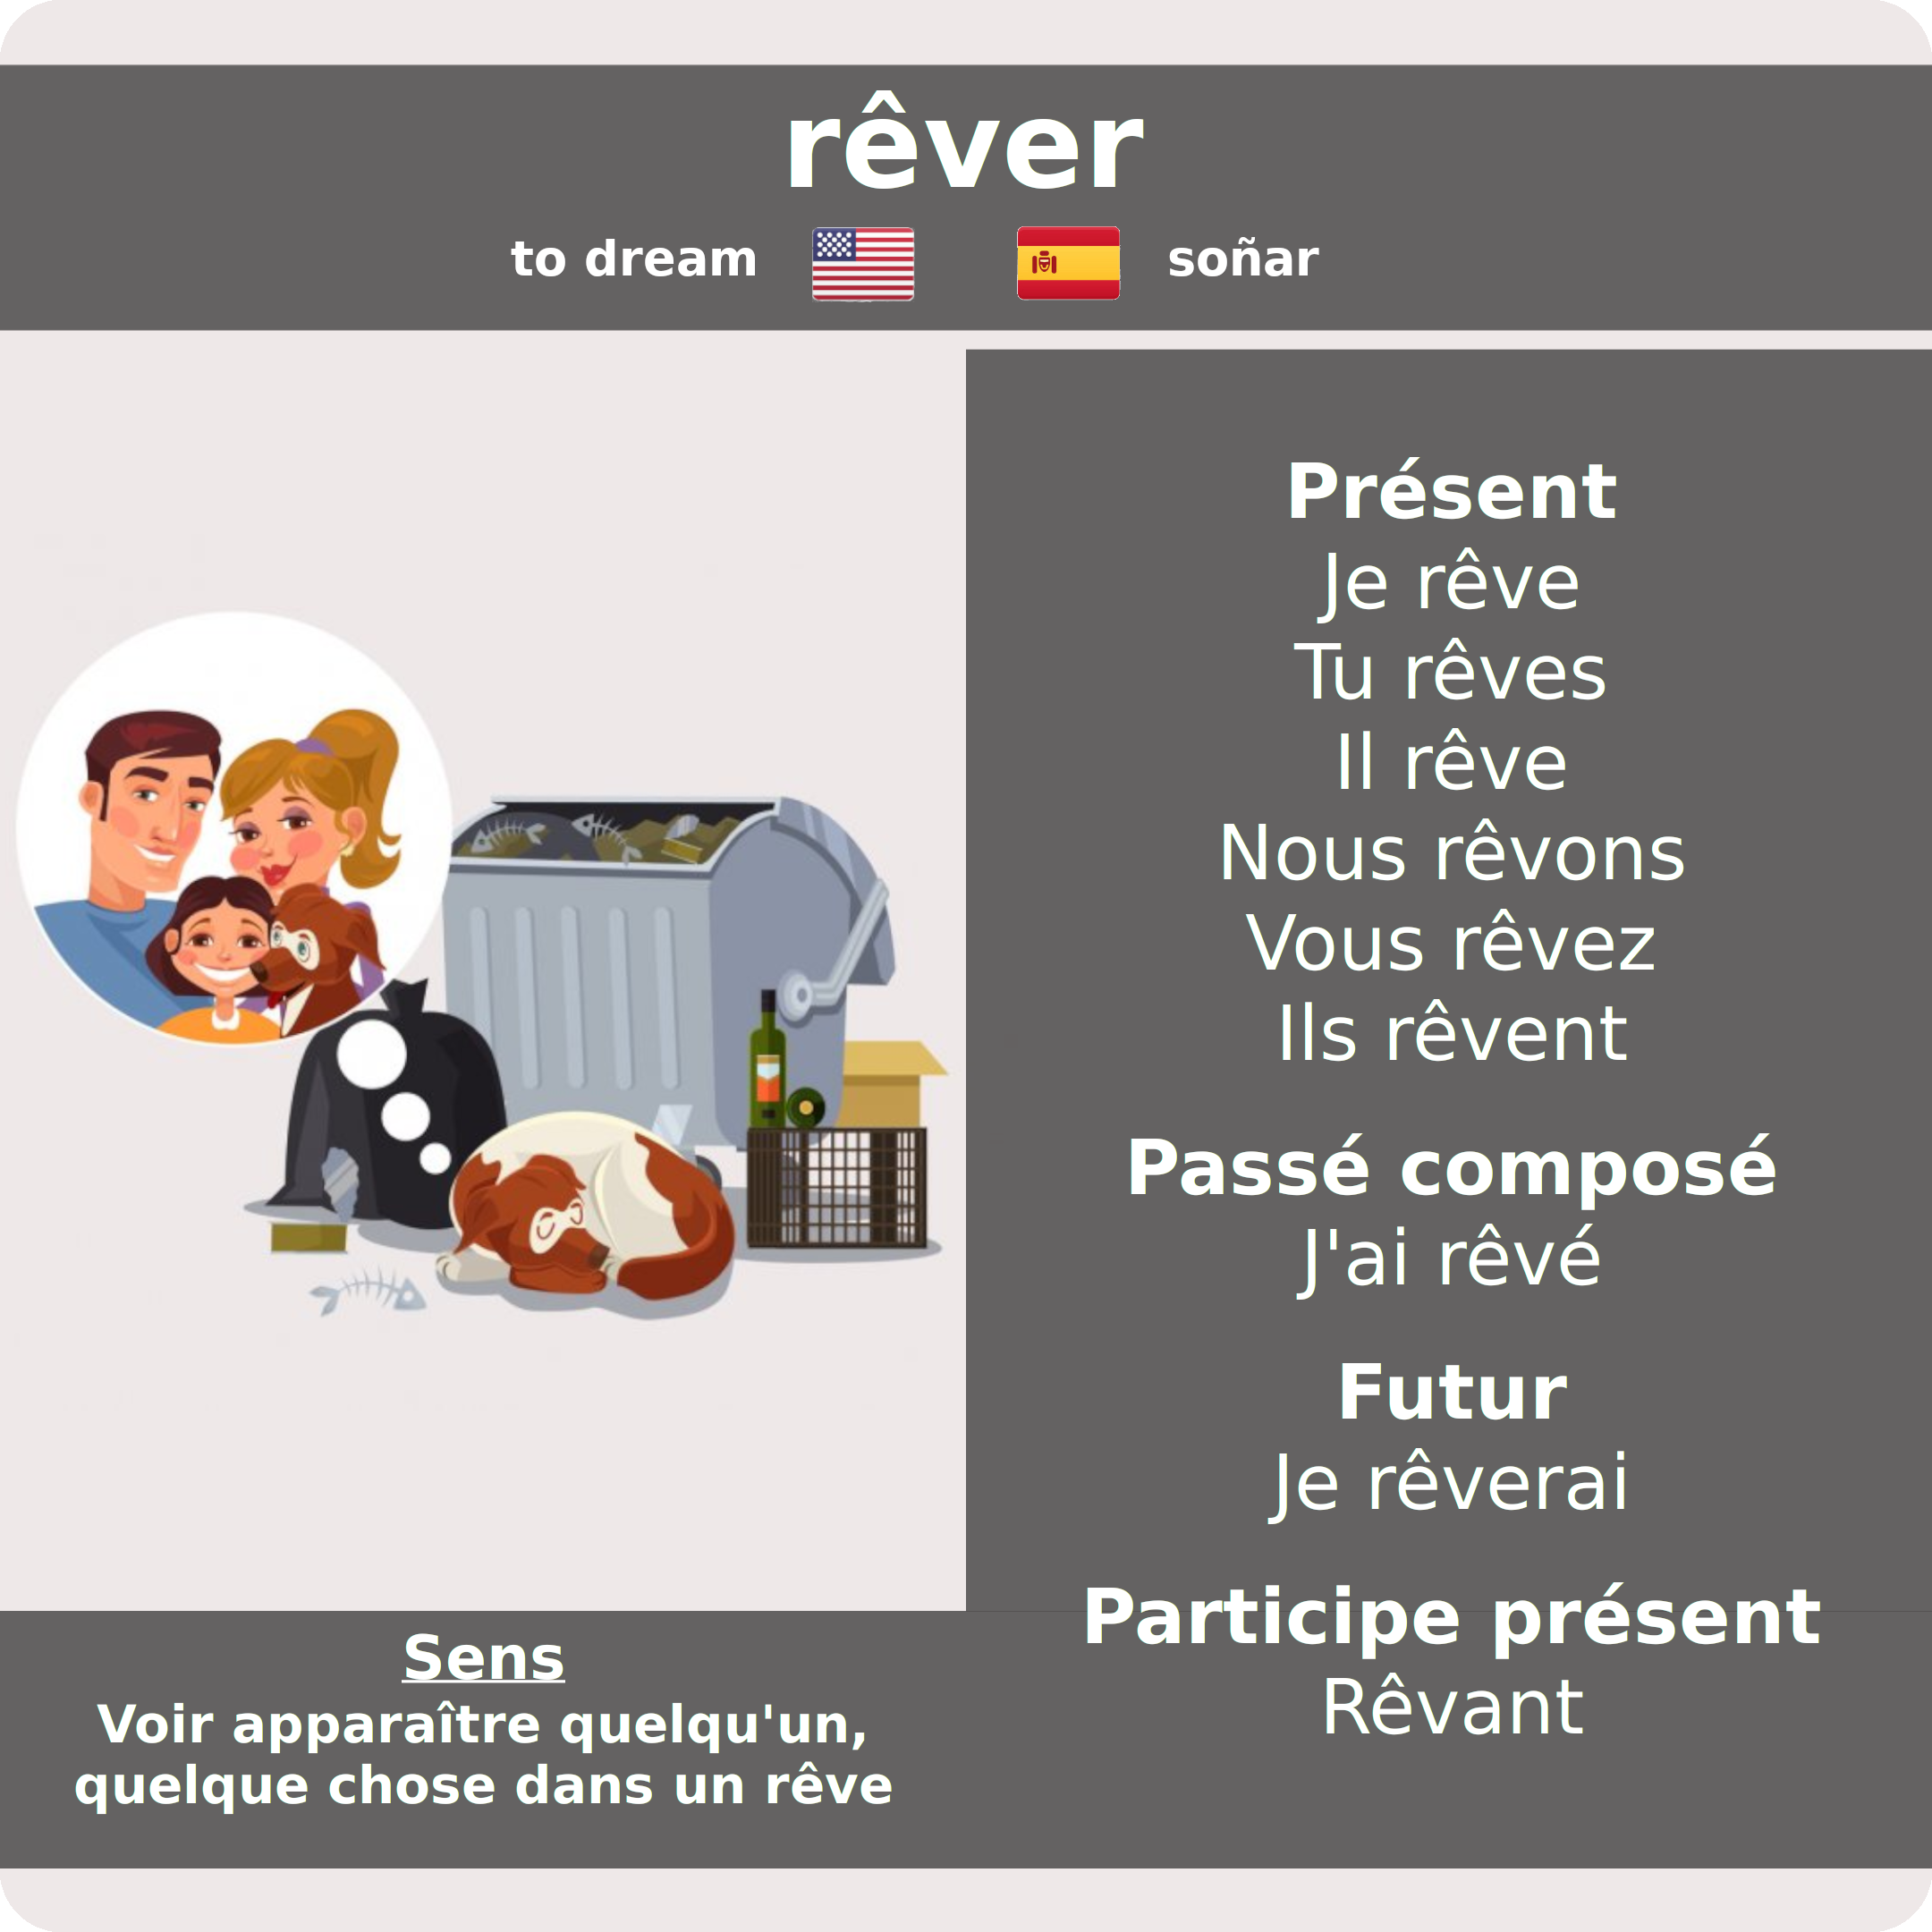 rêver
to dream soñar
Présent
Je rêve
Tu rêves
Il rêve
Nous rêvons
Vous rêvez
Ils rêvent
Passé composé
J'ai rêvé
Futur
Je rêverai
Participe présent
Rêvant
Sens
Voir apparaître quelqu'un,
quelque chose dans un rêve